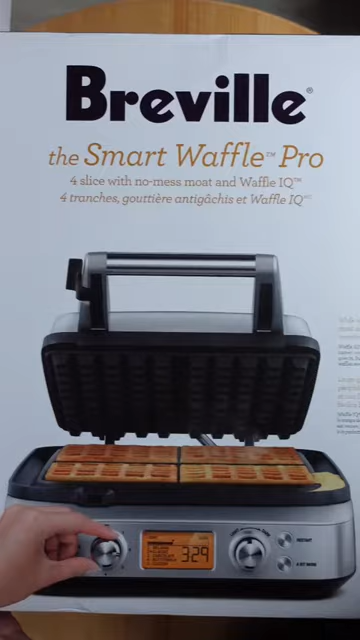 Breville®
the Smart Waffle™ Pro
4 slice with no-mess moat and Waffle IQ™
4 tranches, gouttière antigâchis et Waffle IQᴹᶜ
329